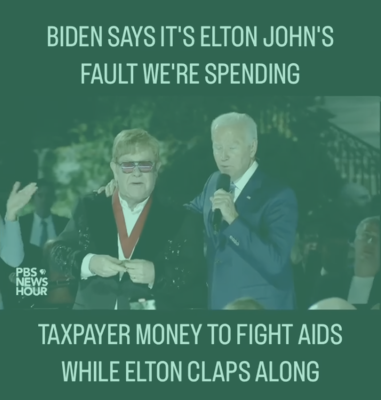 BIDEN SAYS IT'S ELTON JOHN'S
FAULT WE'RE SPENDING
PBS
NEWS
HOUR
TAXPAYER MONEY TO FIGHT AIDS
WHILE ELTON CLAPS ALONG